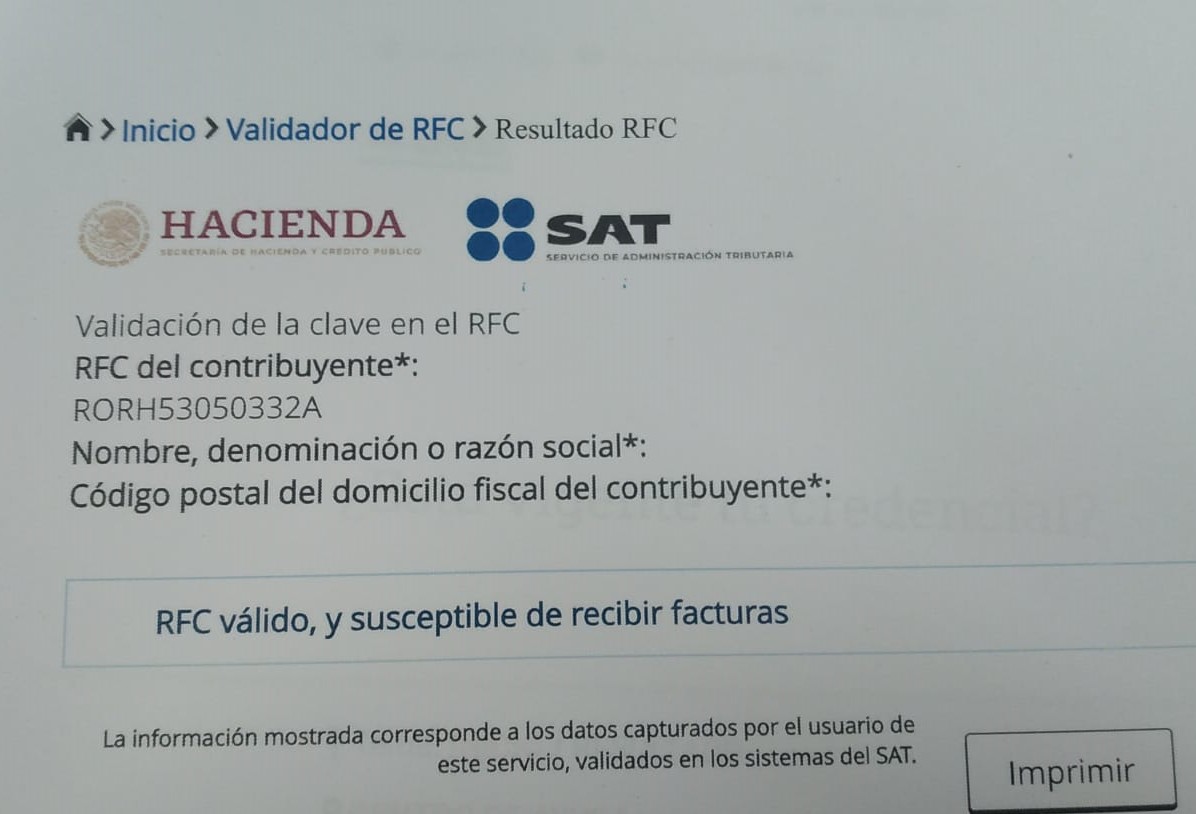 Inicio > Validador de RFC > Resultado RFC
HACIENDA
SECRETARÍA DE HACIENDA Y CRÉDITO PÚBLICO
SAT
SERVICIO DE ADMINISTRACIÓN TRIBUTARIA
Validación de la clave en el RFC
RFC del contribuyente*:
RORH53050332A
Nombre, denominación o razón social*:
Código postal del domicilio fiscal del contribuyente*:
RFC válido, y susceptible de recibir facturas
La información mostrada corresponde a los datos capturados por el usuario de
este servicio, validados en los sistemas del SAT.
Imprimir